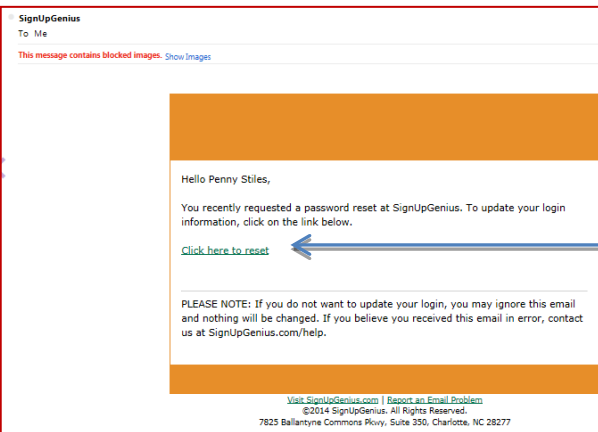 SignUpGenius
To Me
This message contains blocked images. Show Images
Hello Penny Stiles,
You recently requested a password reset at SignUpGenius. To update your login
information, click on the link below.
Click here to reset
PLEASE NOTE: If you do not want to update your login, you may ignore this email
and nothing will be changed. If you believe you received this email in error, contact
us at SignUpGenius.com/help.
Visit SignUpGenius.com | Report an Email Problem
©2014 SignUpGenius. All Rights Reserved.
7825 Ballantyne Commons Pkwy, Suite 350, Charlotte, NC 28277